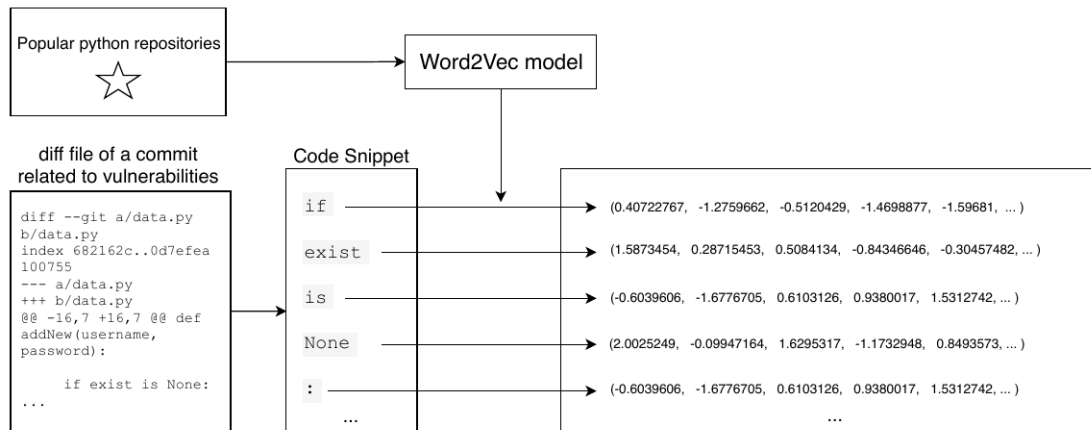 Popular python repositories
Word2Vec model
diff file of a commit
related to vulnerabilities
diff --git a/data.py
b/data.py
index 682162c..0d7efea
100755
--- a/data.py
+++ b/data.py
@@ -16,7 +16,7 @@ def
addNew(username,
password):
if exist is None:
...
Code Snippet
if
exist
is
None
:
...
(0.40722767, -1.2759662, -0.5120429, -1.4698877, -1.59681, ... )
(1.5873454, 0.28715453, 0.5084134, -0.84346646, -0.30457482, ... )
(-0.6039606, -1.6776705, 0.6103126, 0.9380017, 1.5312742, ... )
(2.0025249, -0.09947164, 1.6295317, -1.1732948, 0.8493573, ... )
(-0.6039606, -1.6776705, 0.6103126, 0.9380017, 1.5312742, ... )
...